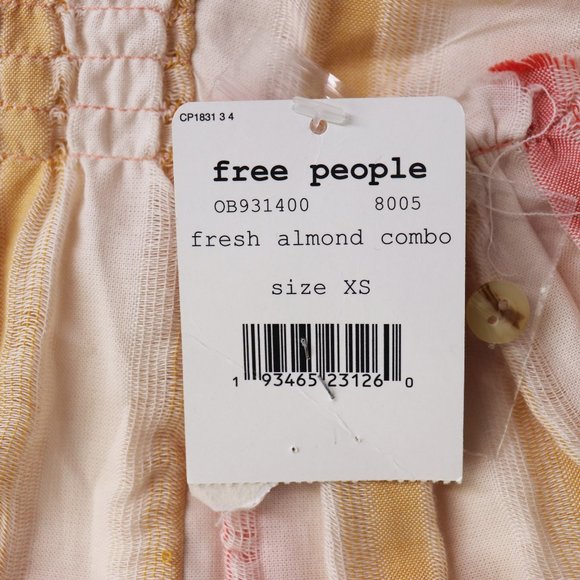 CP1831 3 4
free people
OB931400 8005
fresh almond combo
size XS
1 93465 23126 0